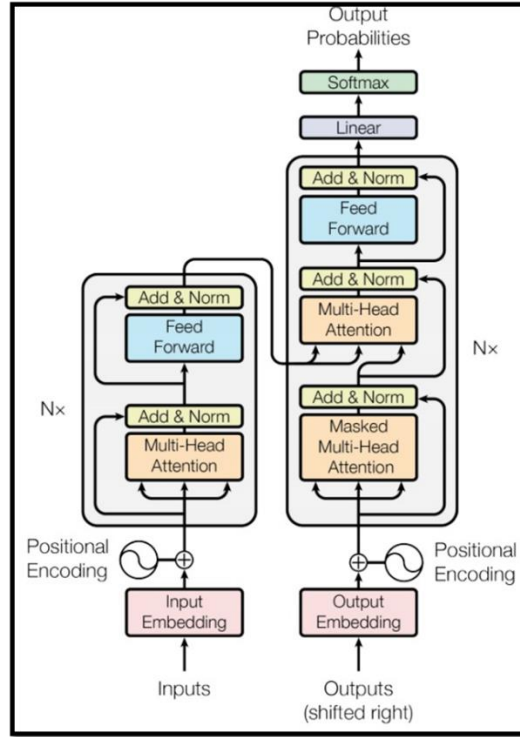 Output
Probabilities
Softmax
Linear
Add & Norm
Feed
Forward
Add & Norm
Multi-Head
Attention
Add & Norm
Masked
Multi-Head
Attention
Nx
Add & Norm
Feed
Forward
Add & Norm
Multi-Head
Attention
Nx
Positional
Encoding
Positional
Encoding
Input
Embedding
Output
Embedding
Inputs
Outputs
(shifted right)